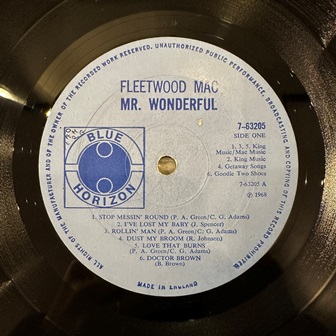 ALL RIGHTS OF THE MANUFACTURER AND OF THE OWNER OF THE RECORDED WORK RESERVED. UNAUTHORIZED PUBLIC PERFORMANCE, BROADCASTING AND COPYING OF THIS RECORD PROHIBITED
FLEETWOOD MAC
MR. WONDERFUL
BLUE
HORIZON
7-63205
SIDE ONE
1, 3, 5. King
Music/Mac Music
2. King Music
4. Getaway Songs
6. Goodie Two Shoes
7-63205 A
℗ 1968
1. STOP MESSIN' ROUND (P. A. Green/C. G. Adams)
2. I'VE LOST MY BABY (J. Spencer)
3. ROLLIN' MAN (P. A. Green/C. G. Adams)
4. DUST MY BROOM (R. Johnson)
5. LOVE THAT BURNS
(P. A. Green/C. G. Adams)
6. DOCTOR BROWN
(B. Brown)
MADE IN ENGLAND